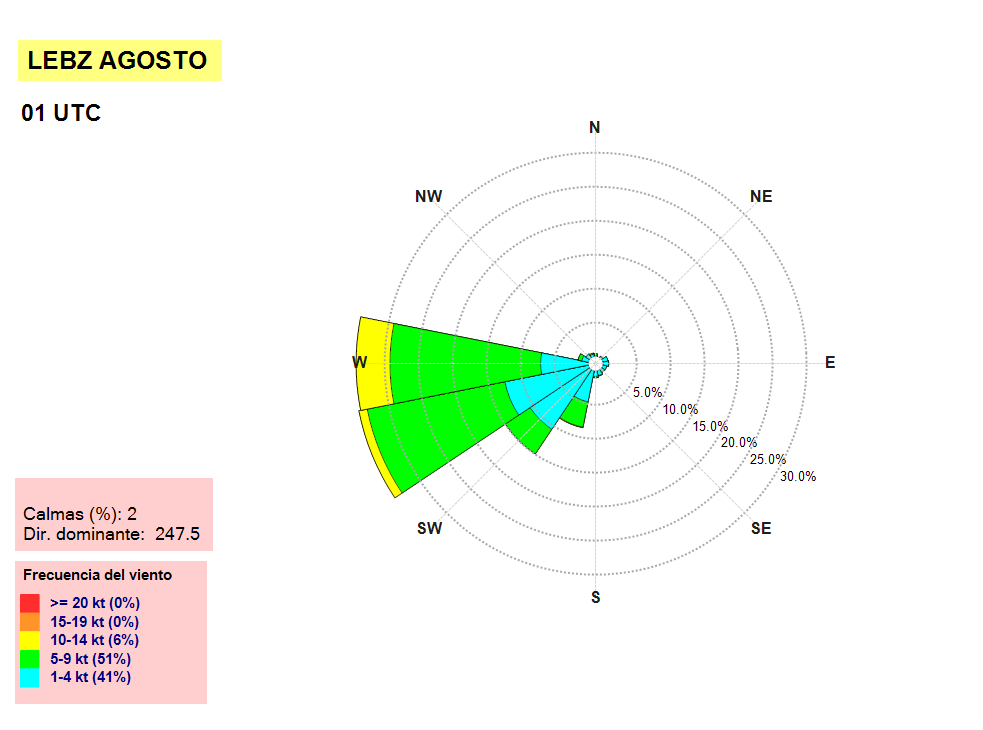 LEBZ AGOSTO
01 UTC
N
NW
NE
W
E
5.0%
10.0%
15.0%
20.0%
25.0%
30.0%
SW
SE
S
Calmas (%): 2
Dir. dominante:  247.5
Frecuencia del viento
>= 20 kt (0%)
15-19 kt (0%)
10-14 kt (6%)
5-9 kt (51%)
1-4 kt (41%)